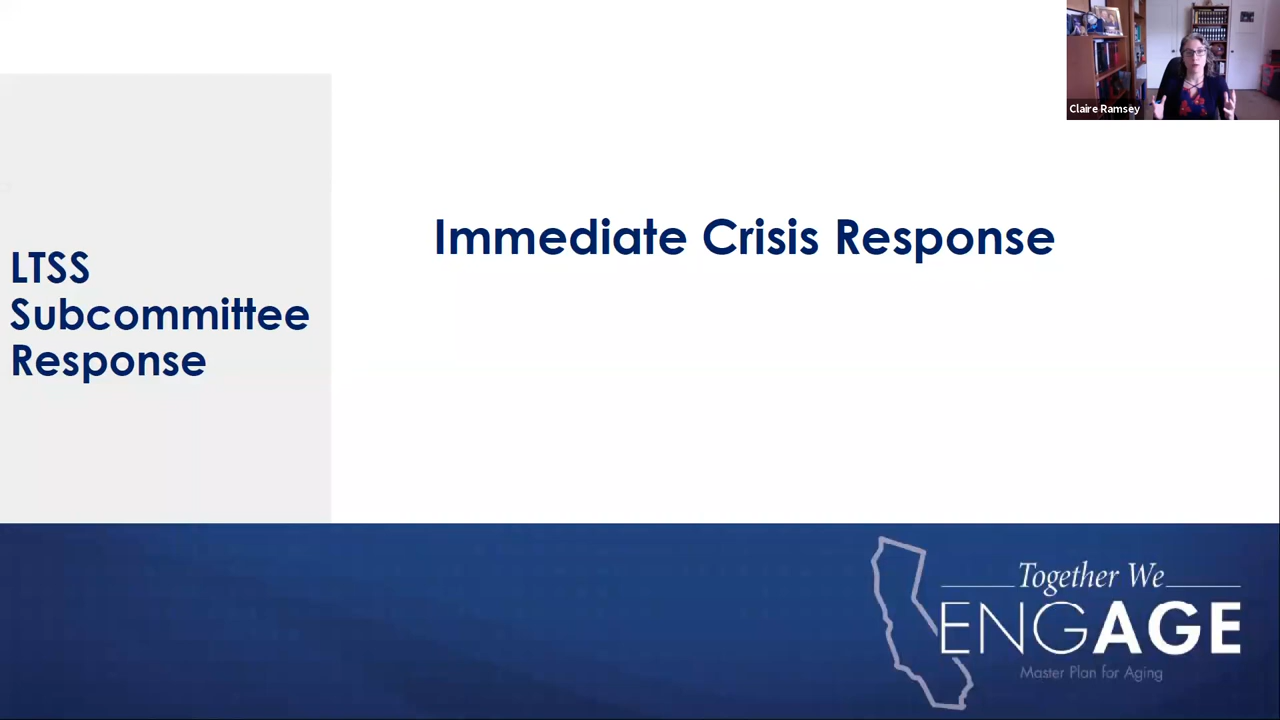 Claire Ramsey
Immediate Crisis Response
LTSS
Subcommittee
Response
Together We
ENGAGE
Master Plan for Aging